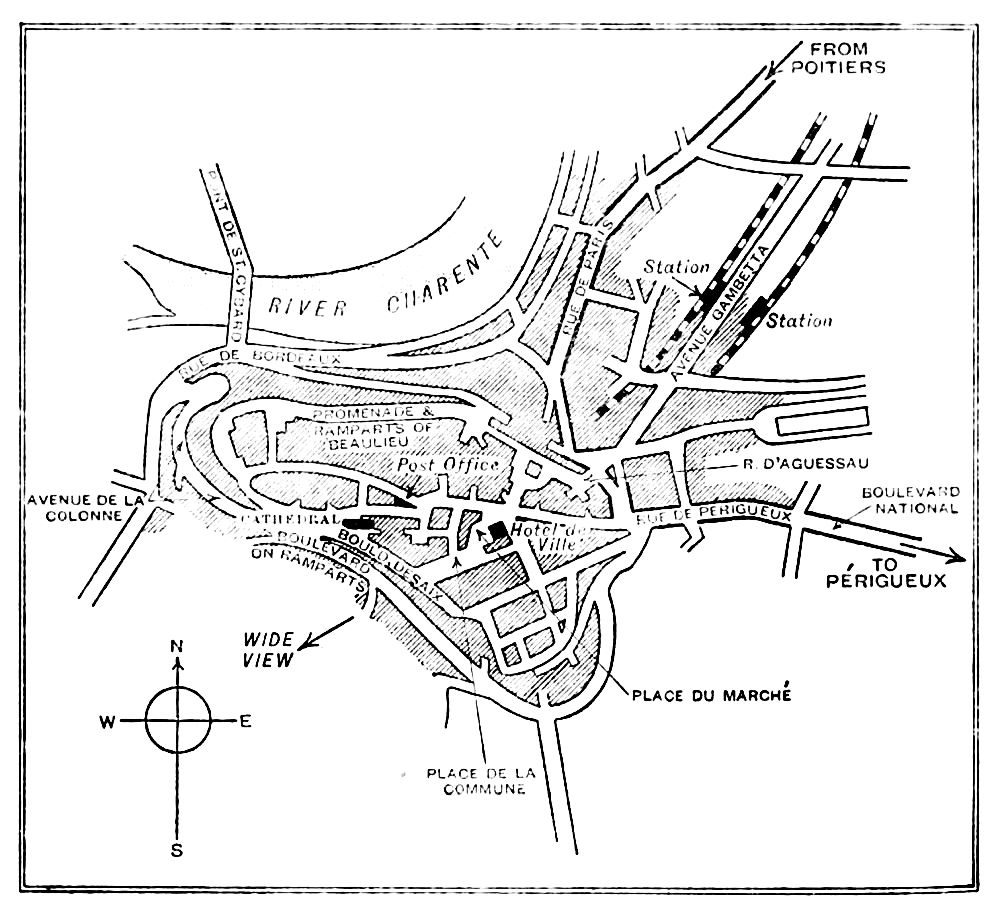 FROM
POITIERS
PONT DE ST. CYBARD
RIVER CHARENTE
RUE DE PARIS
Station
AVENUE GAMBETTA
Station
RUE DE BORDEAUX
PROMENADE &
RAMPARTS OF
BEAULIEU
Post Office
R. D'AGUESSAU
AVENUE DE LA
COLONNE
BOULEVARD
NATIONAL
CATHEDRAL
RUE DE PÉRIGUEUX
Hotel de
Ville
BOULD DESAIX
& BOULEVARD
ON RAMPARTS
TO
PÉRIGUEUX
WIDE
VIEW
N
W
E
S
PLACE DU MARCHÉ
PLACE DE LA
COMMUNE